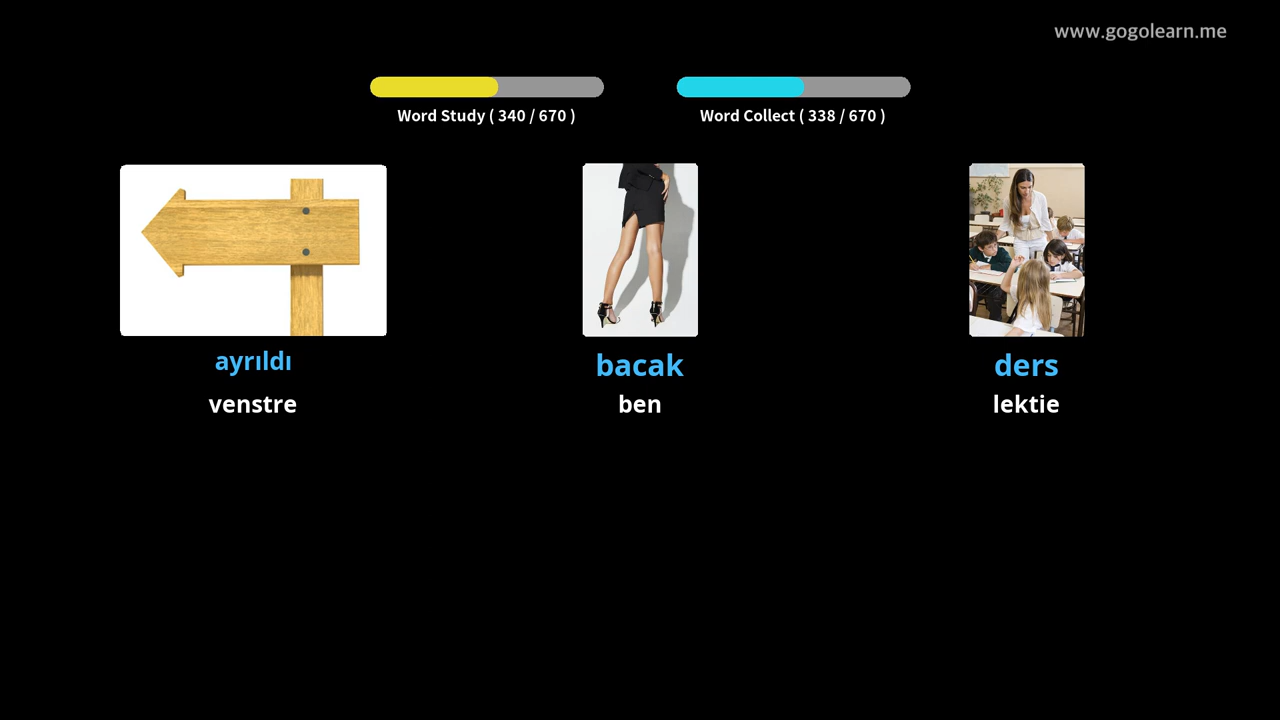 www.gogolearn.me
Word Study ( 340 / 670 )
Word Collect ( 338 / 670 )
ayrıldı
bacak
ders
venstre
ben
lektie